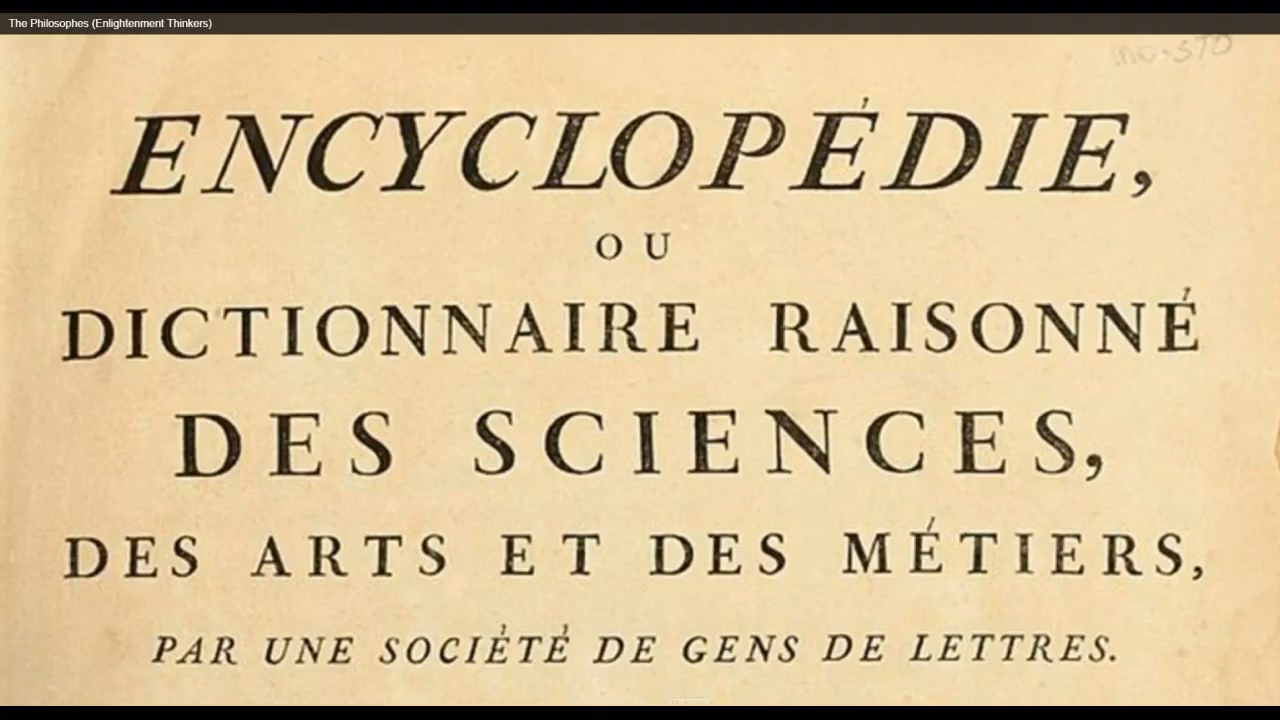 The Philosophes (Enlightenment Thinkers)
ENCYCLOPÉDIE,
OU
DICTIONNAIRE RAISONNÉ
DES SCIENCES,
DES ARTS ET DES MÉTIERS,
PAR UNE SOCIÉTÉ DE GENS DE LETTRES.